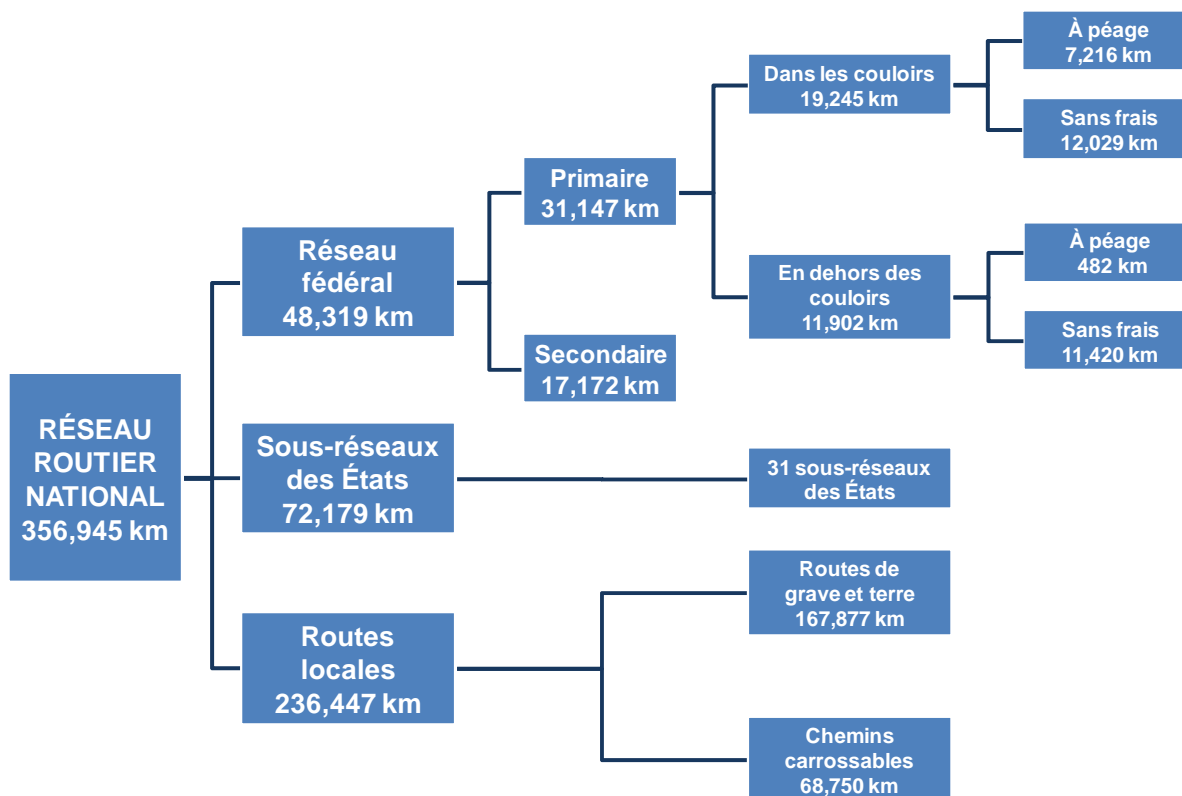 RÉSEAU
ROUTIER
NATIONAL
356,945 km
Réseau
fédéral
48,319 km
Primaire
31,147 km
Dans les couloirs
19,245 km
À péage
7,216 km
Sans frais
12,029 km
En dehors des
couloirs
11,902 km
À péage
482 km
Sans frais
11,420 km
Secondaire
17,172 km
Sous-réseaux
des États
72,179 km
31 sous-réseaux
des États
Routes
locales
236,447 km
Routes de
grave et terre
167,877 km
Chemins
carrossables
68,750 km